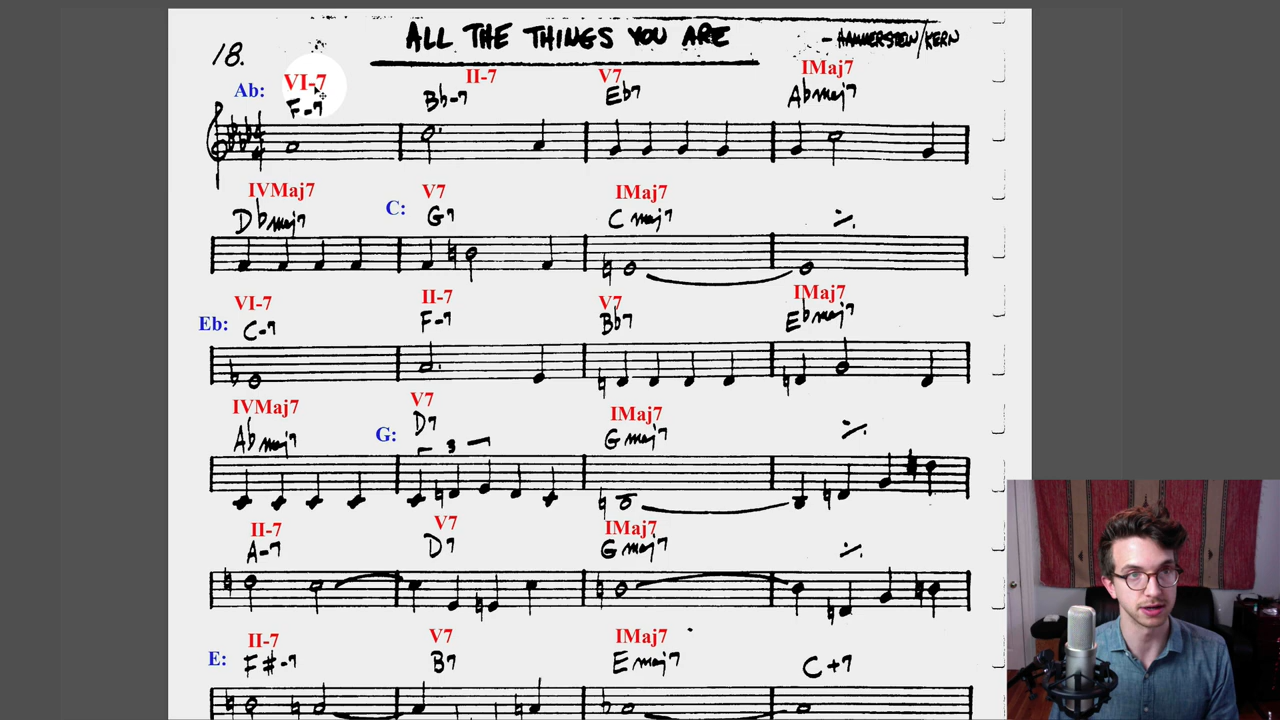 ALL THE THINGS YOU ARE
18.
- HAMMERSTEIN/KERN
Ab: VI-7 II-7 V7 IMaj7
F-7 Bb-7 Eb7 Abmaj7
IVMaj7 C: V7 IMaj7
Dbmaj7 G7 Cmaj7
Eb: VI-7 II-7 V7 IMaj7
C-7 F-7 Bb7 Ebmaj7
IVMaj7 G: V7 IMaj7
Abmaj7 D7 Gmaj7
3
II-7 V7 IMaj7
A-7 D7 Gmaj7
E: II-7 V7 IMaj7
F#-7 B7 Emaj7 C+7